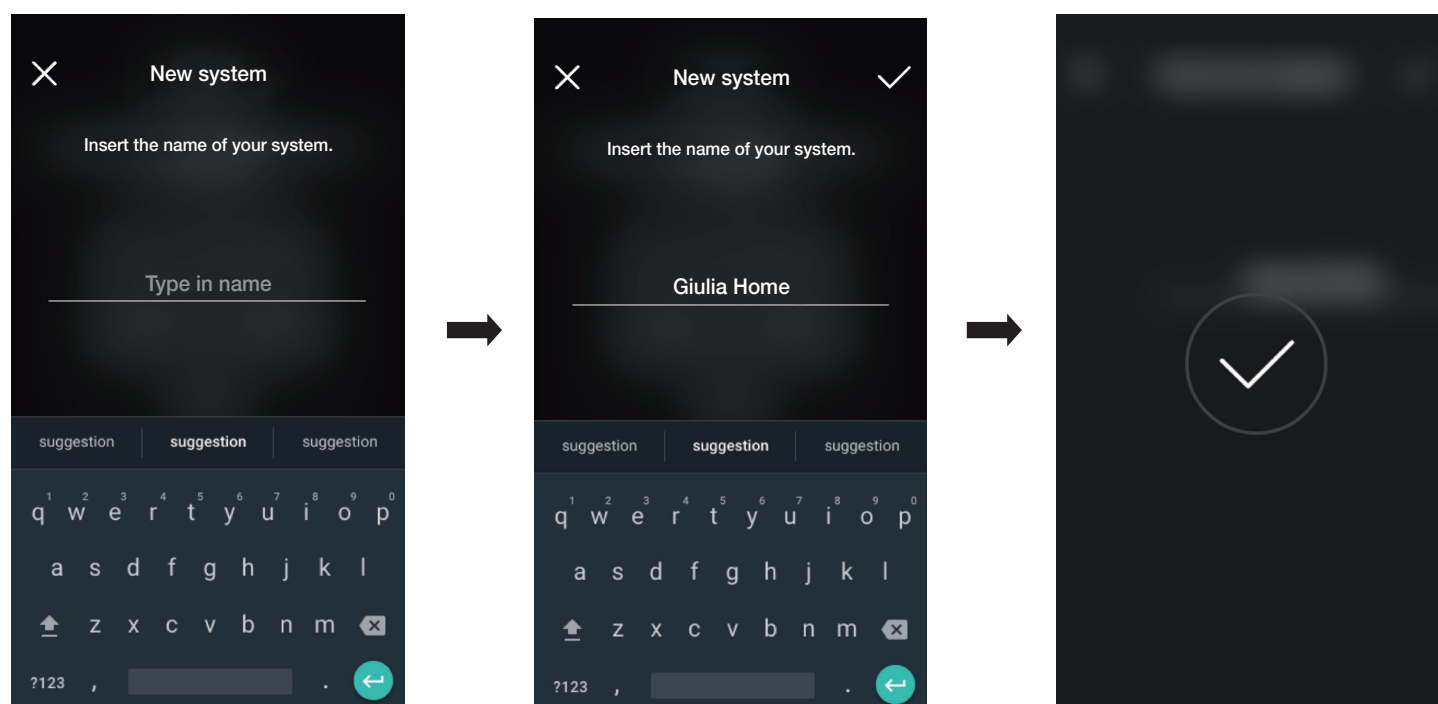 New system
Insert the name of your system.
Type in name
suggestion suggestion suggestion
1 2 3 4 5 6 7 8 9 0
q w e r t y u i o p
a s d f g h j k l
z x c v b n m
?123 , .
New system
Insert the name of your system.
Giulia Home
suggestion suggestion suggestion
1 2 3 4 5 6 7 8 9 0
q w e r t y u i o p
a s d f g h j k l
z x c v b n m
?123 , .